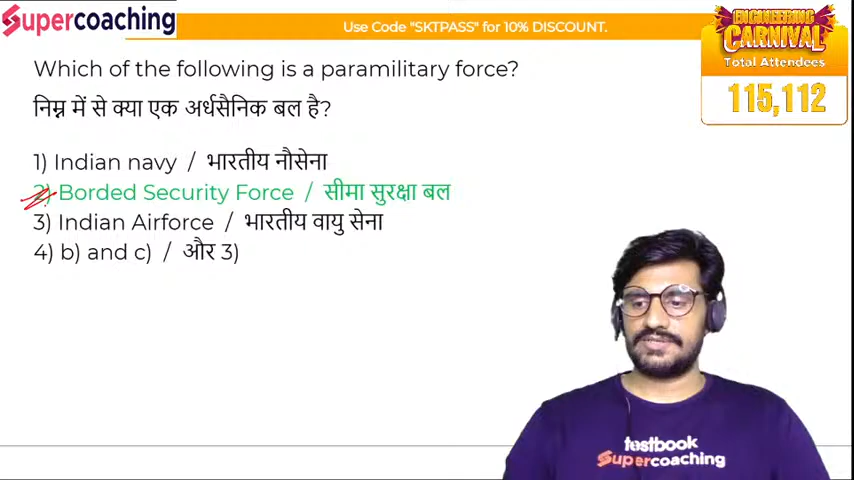 Supercoaching
Use Code "SKTPASS" for 10% DISCOUNT.
ENGINEERING
CARNIVAL
Total Attendees
115,112
Which of the following is a paramilitary force?
निम्न में से क्या एक अर्धसैनिक बल है?
1) Indian navy / भारतीय नौसेना
2) Borded Security Force / सीमा सुरक्षा बल
3) Indian Airforce / भारतीय वायु सेना
4) b) and c) / और 3)
testbook
Supercoaching